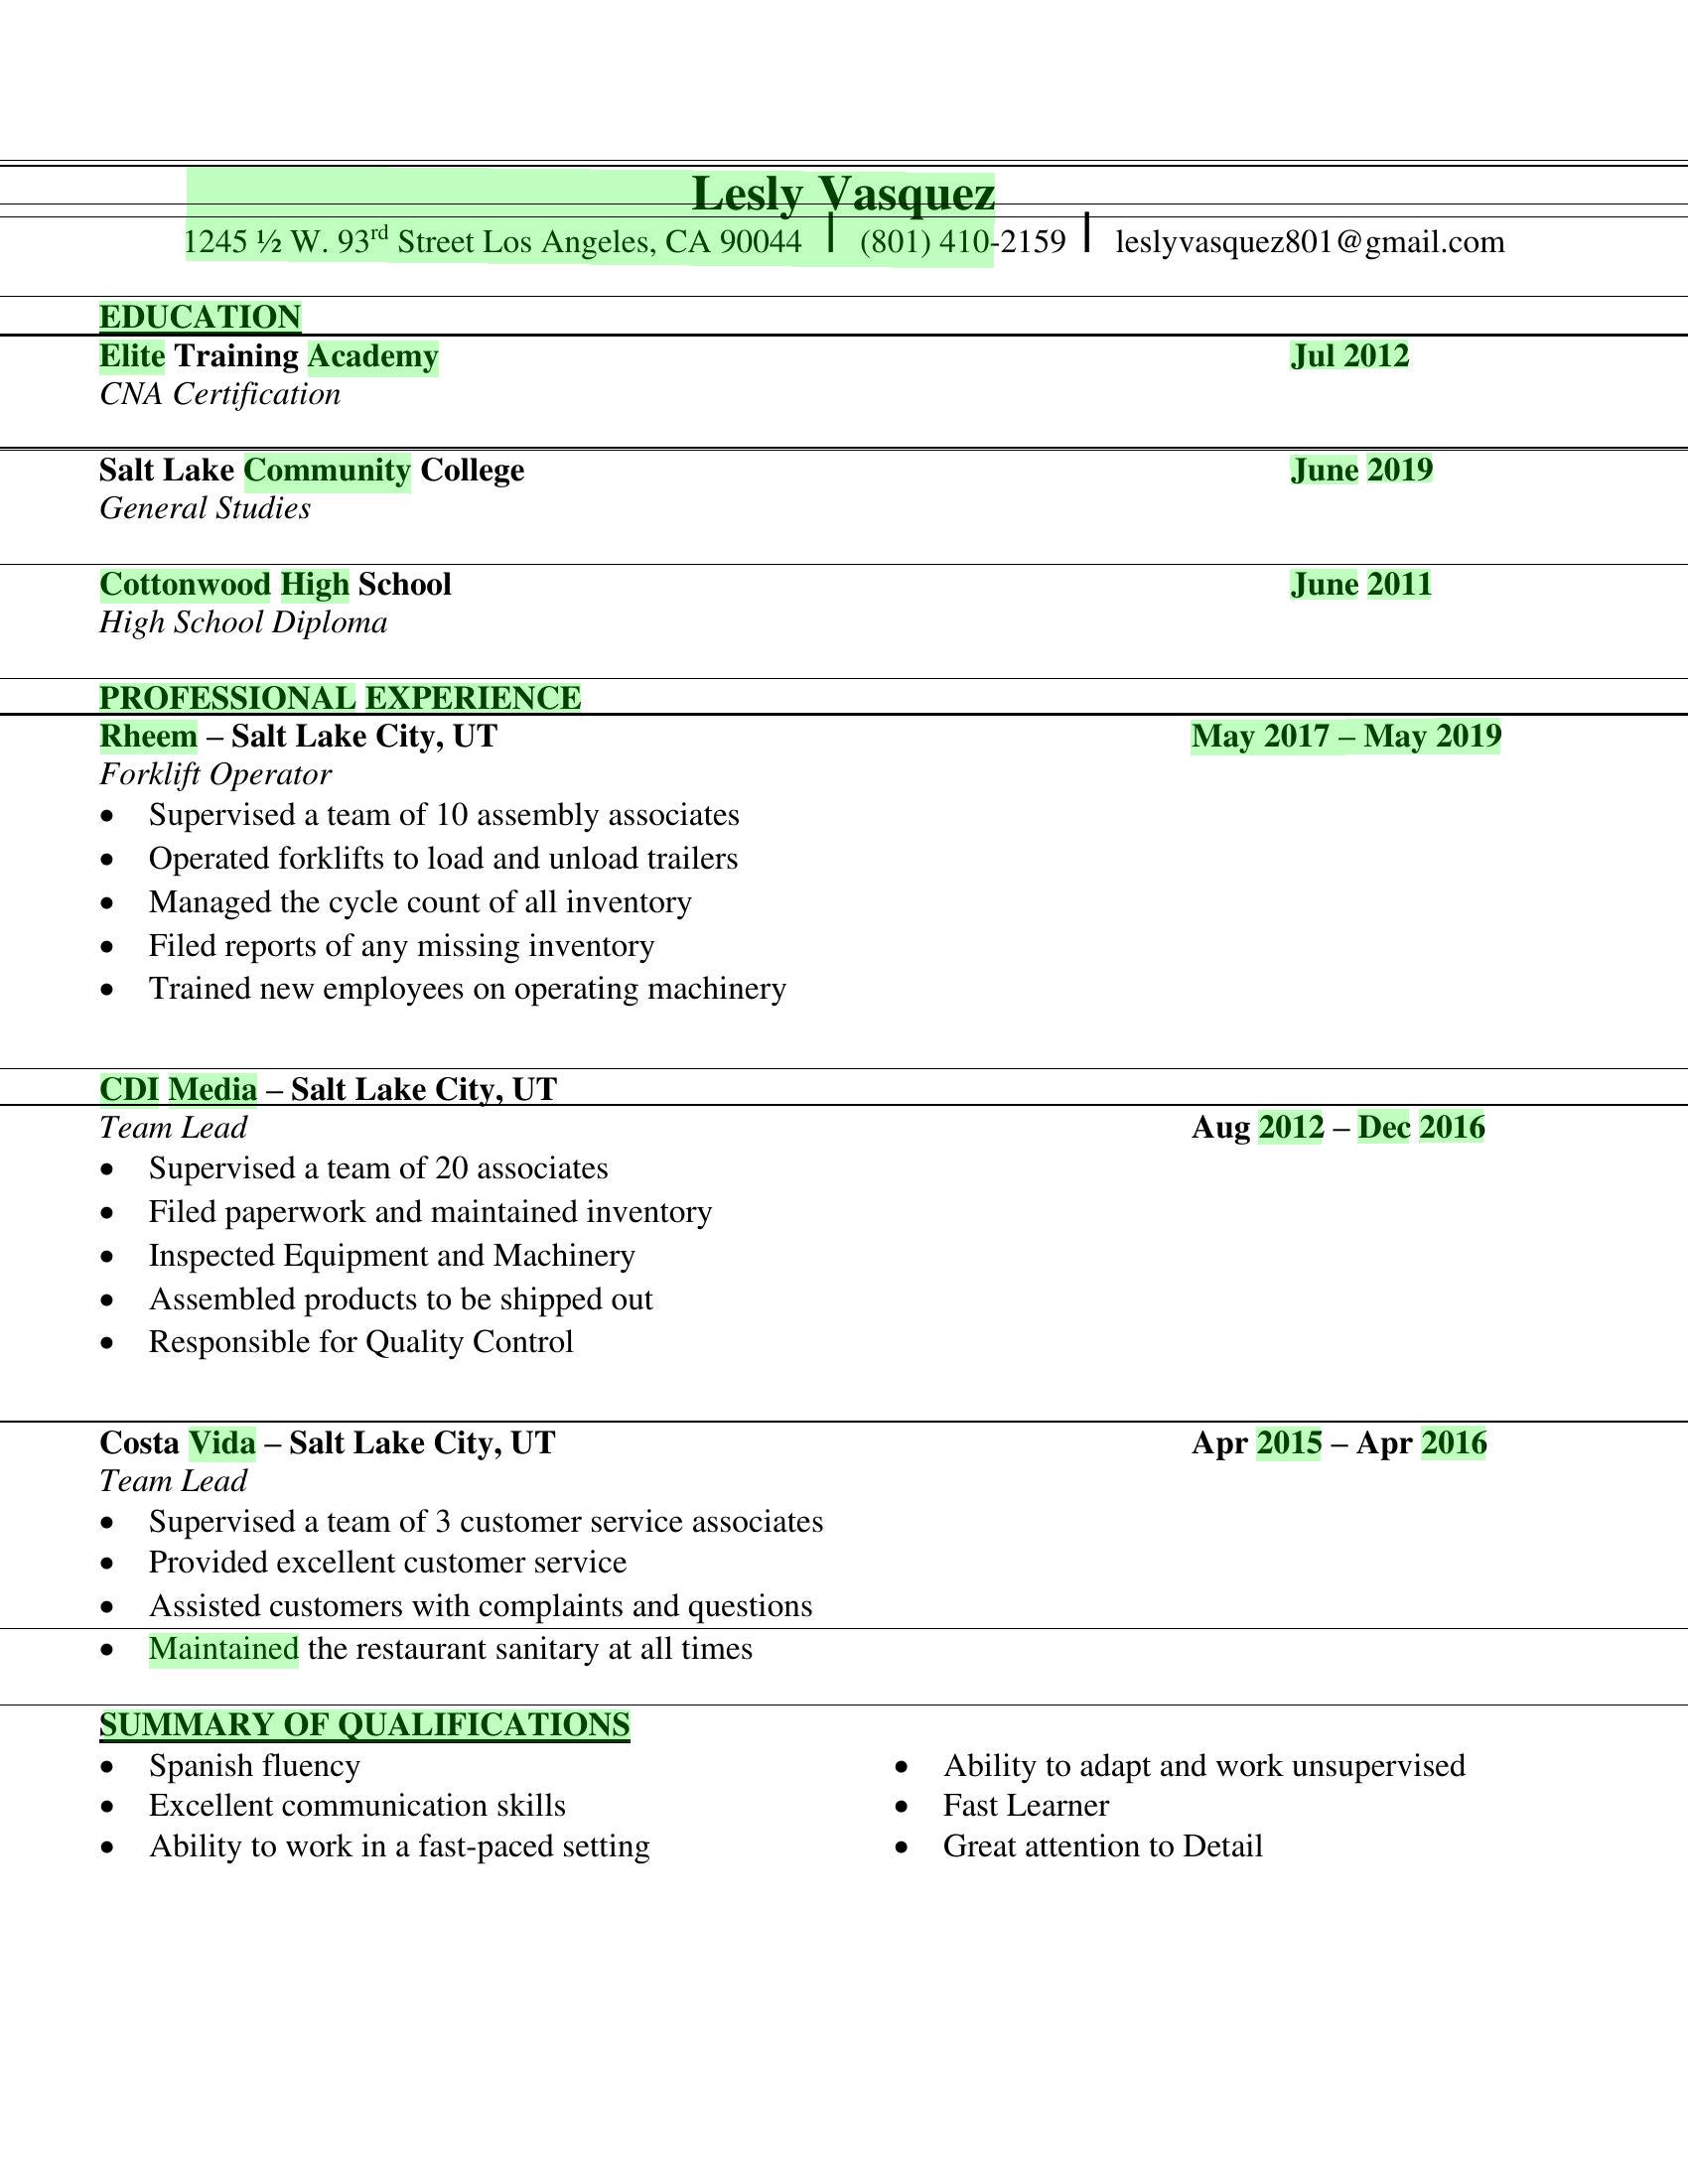 Lesly Vasquez
1245 ½ W. 93rd Street Los Angeles, CA 90044 | (801) 410-2159 | leslyvasquez801@gmail.com
EDUCATION
Elite Training Academy Jul 2012
CNA Certification
Salt Lake Community College June 2019
General Studies
Cottonwood High School June 2011
High School Diploma
PROFESSIONAL EXPERIENCE
Rheem – Salt Lake City, UT May 2017 – May 2019
Forklift Operator
• Supervised a team of 10 assembly associates
• Operated forklifts to load and unload trailers
• Managed the cycle count of all inventory
• Filed reports of any missing inventory
• Trained new employees on operating machinery
CDI Media – Salt Lake City, UT
Team Lead Aug 2012 – Dec 2016
• Supervised a team of 20 associates
• Filed paperwork and maintained inventory
• Inspected Equipment and Machinery
• Assembled products to be shipped out
• Responsible for Quality Control
Costa Vida – Salt Lake City, UT Apr 2015 – Apr 2016
Team Lead
• Supervised a team of 3 customer service associates
• Provided excellent customer service
• Assisted customers with complaints and questions
• Maintained the restaurant sanitary at all times
SUMMARY OF QUALIFICATIONS
• Spanish fluency
• Excellent communication skills
• Ability to work in a fast-paced setting
• Ability to adapt and work unsupervised
• Fast Learner
• Great attention to Detail